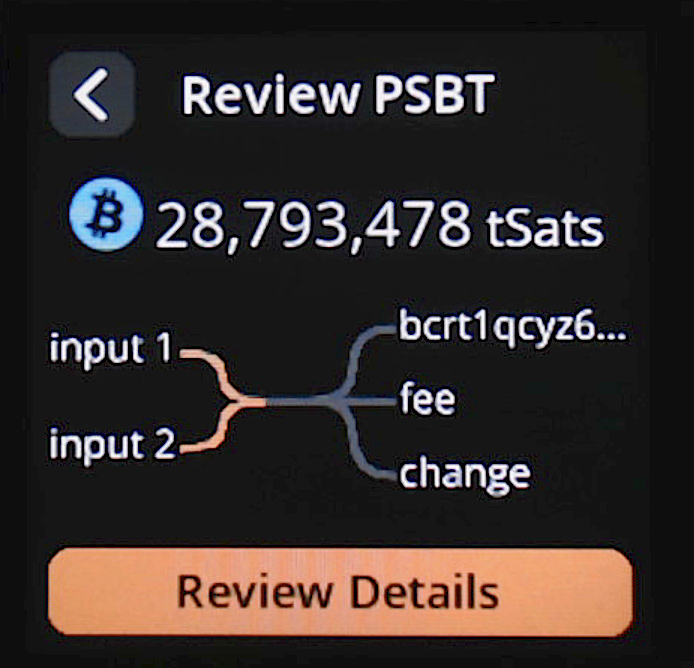 Review PSBT
28,793,478 tSats
input 1
input 2
bcrt1qcyz6...
fee
change
Review Details